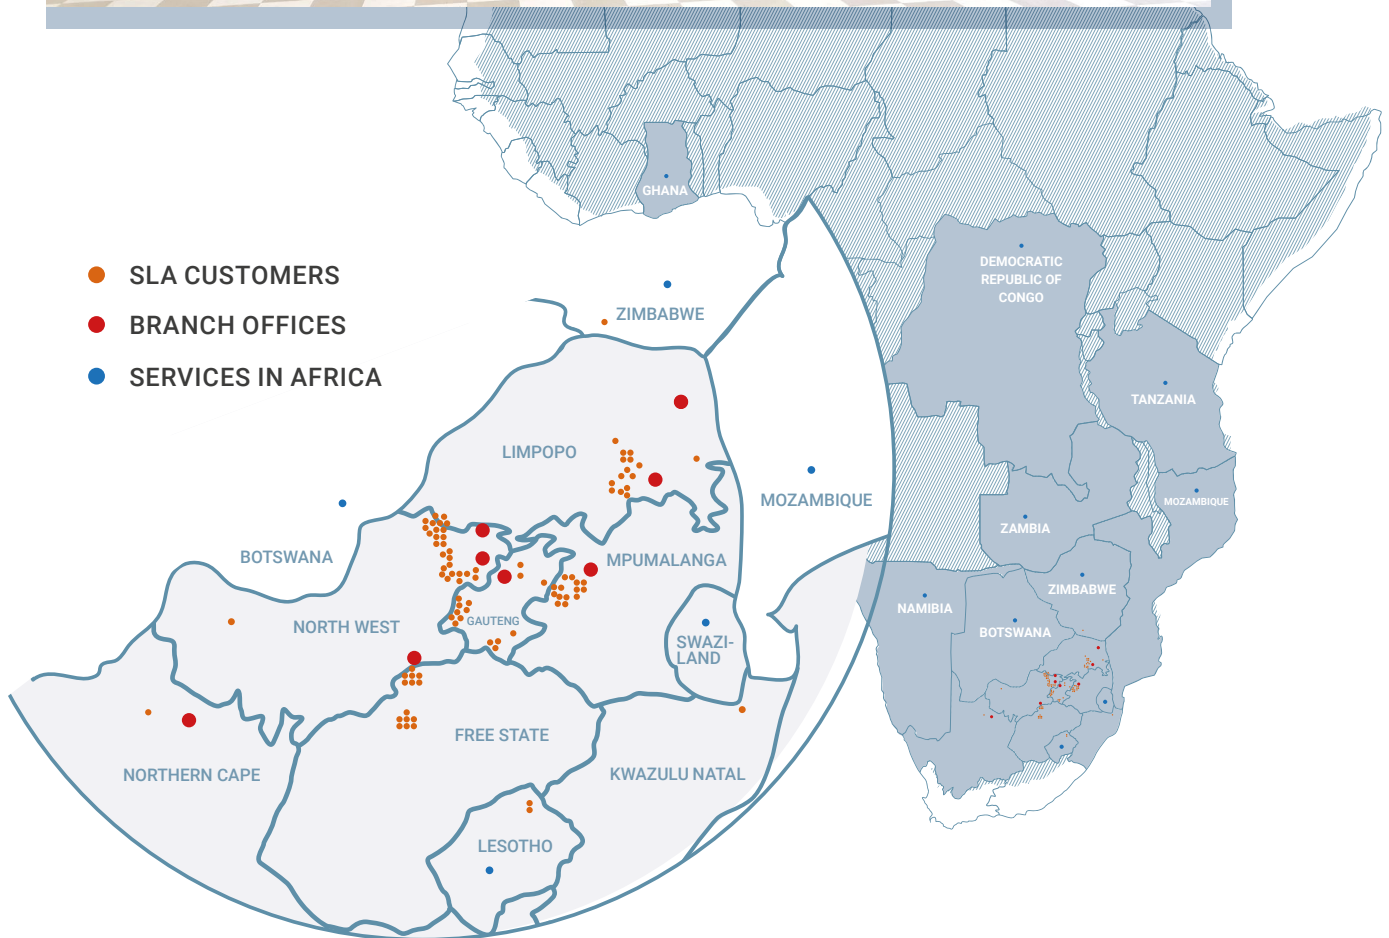 GHANA
DEMOCRATIC
REPUBLIC OF
CONGO
SLA CUSTOMERS
BRANCH OFFICES
SERVICES IN AFRICA
ZIMBABWE
TANZANIA
LIMPOPO
MOZAMBIQUE
MOZAMBIQUE
ZAMBIA
BOTSWANA
MPUMALANGA
ZIMBABWE
NAMIBIA
NORTH WEST
GAUTENG
BOTSWANA
SWAZI-
LAND
FREE STATE
NORTHERN CAPE
KWAZULU NATAL
LESOTHO